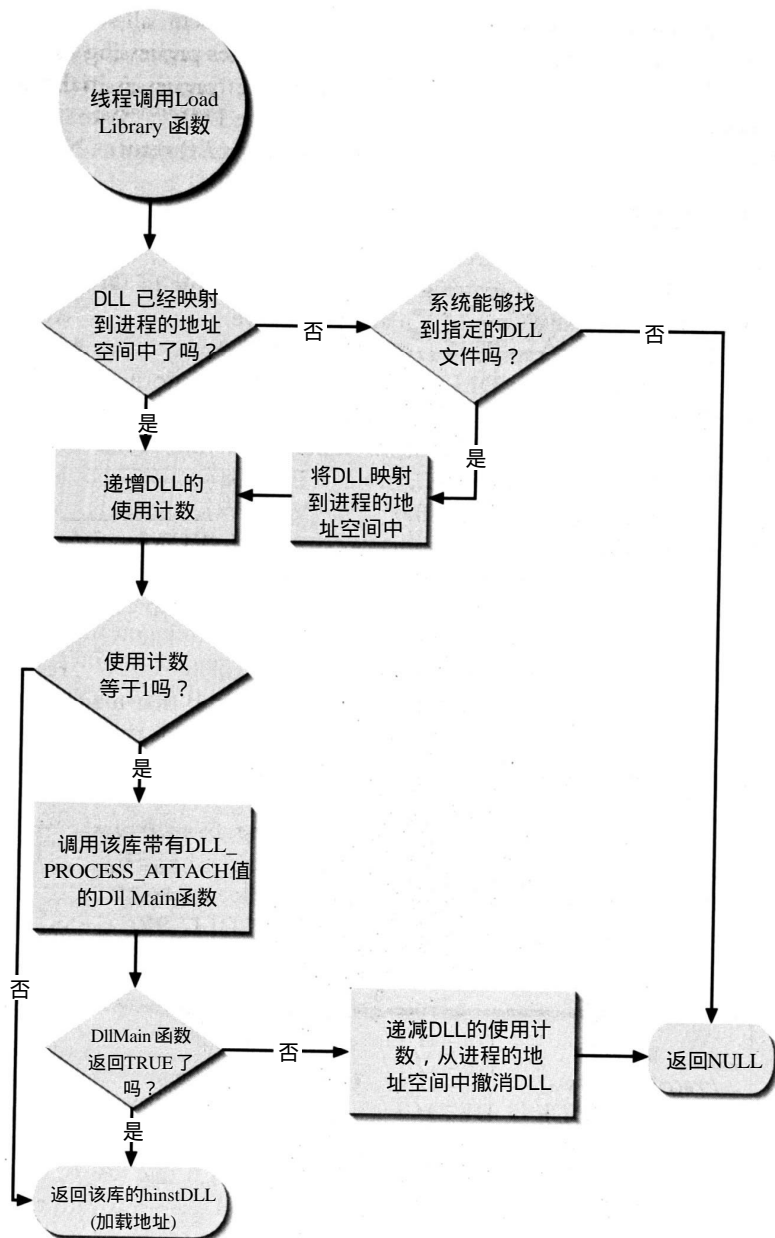 线程调用Load
Library 函数
DLL 已经映射
到进程的地址
空间中了吗？
否
系统能够找
到指定的DLL
文件吗？
否
是
是
递增DLL的
使用计数
将DLL映射
到进程的地
址空间中
使用计数
等于1吗？
是
调用该库带有DLL_
PROCESS_ATTACH值
的Dll Main函数
否
DllMain 函数
返回TRUE了
吗？
否
递减DLL的使用计
数，从进程的地
址空间中撤消DLL
返回NULL
是
返回该库的hinstDLL
(加载地址)